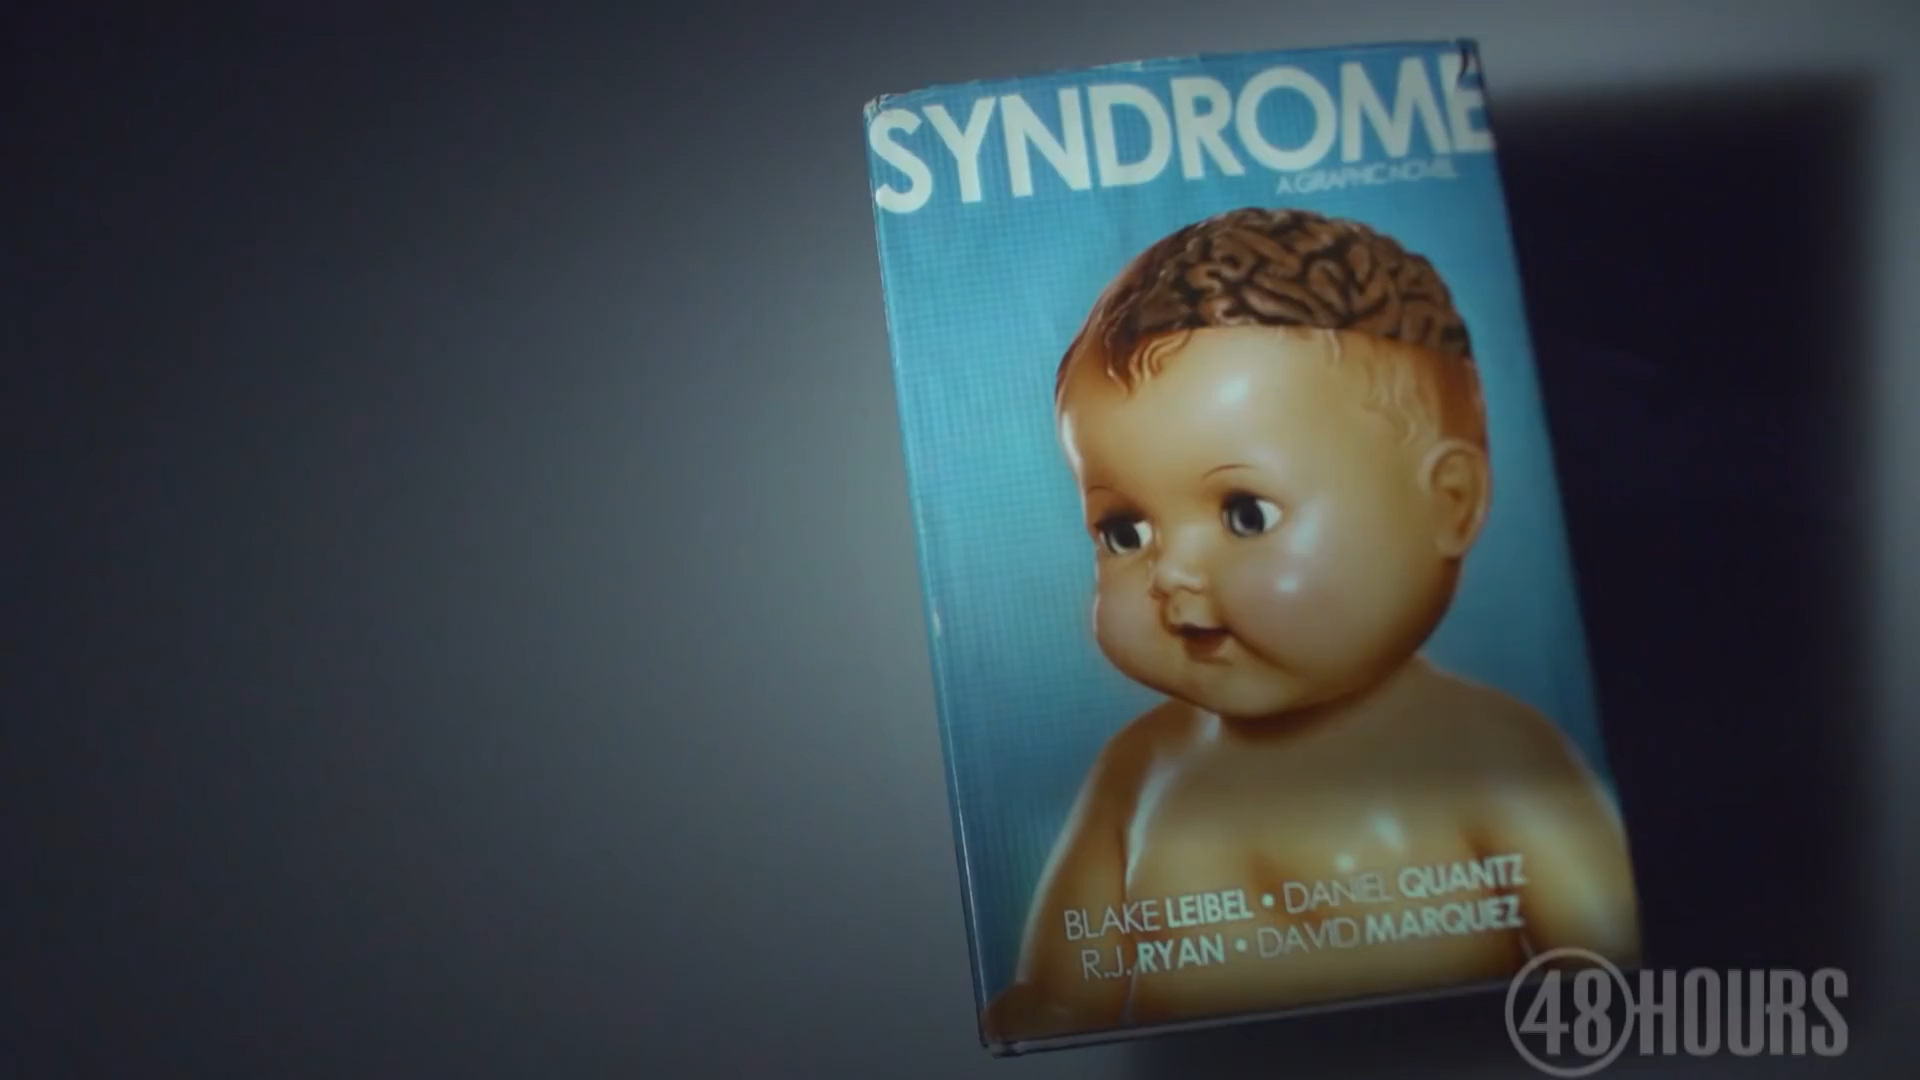 SYNDROME
A GRAPHIC NOVEL
BLAKE LEIBEL • DANIEL QUANTZ
R.J. RYAN • DAVID MARQUEZ
48 HOURS